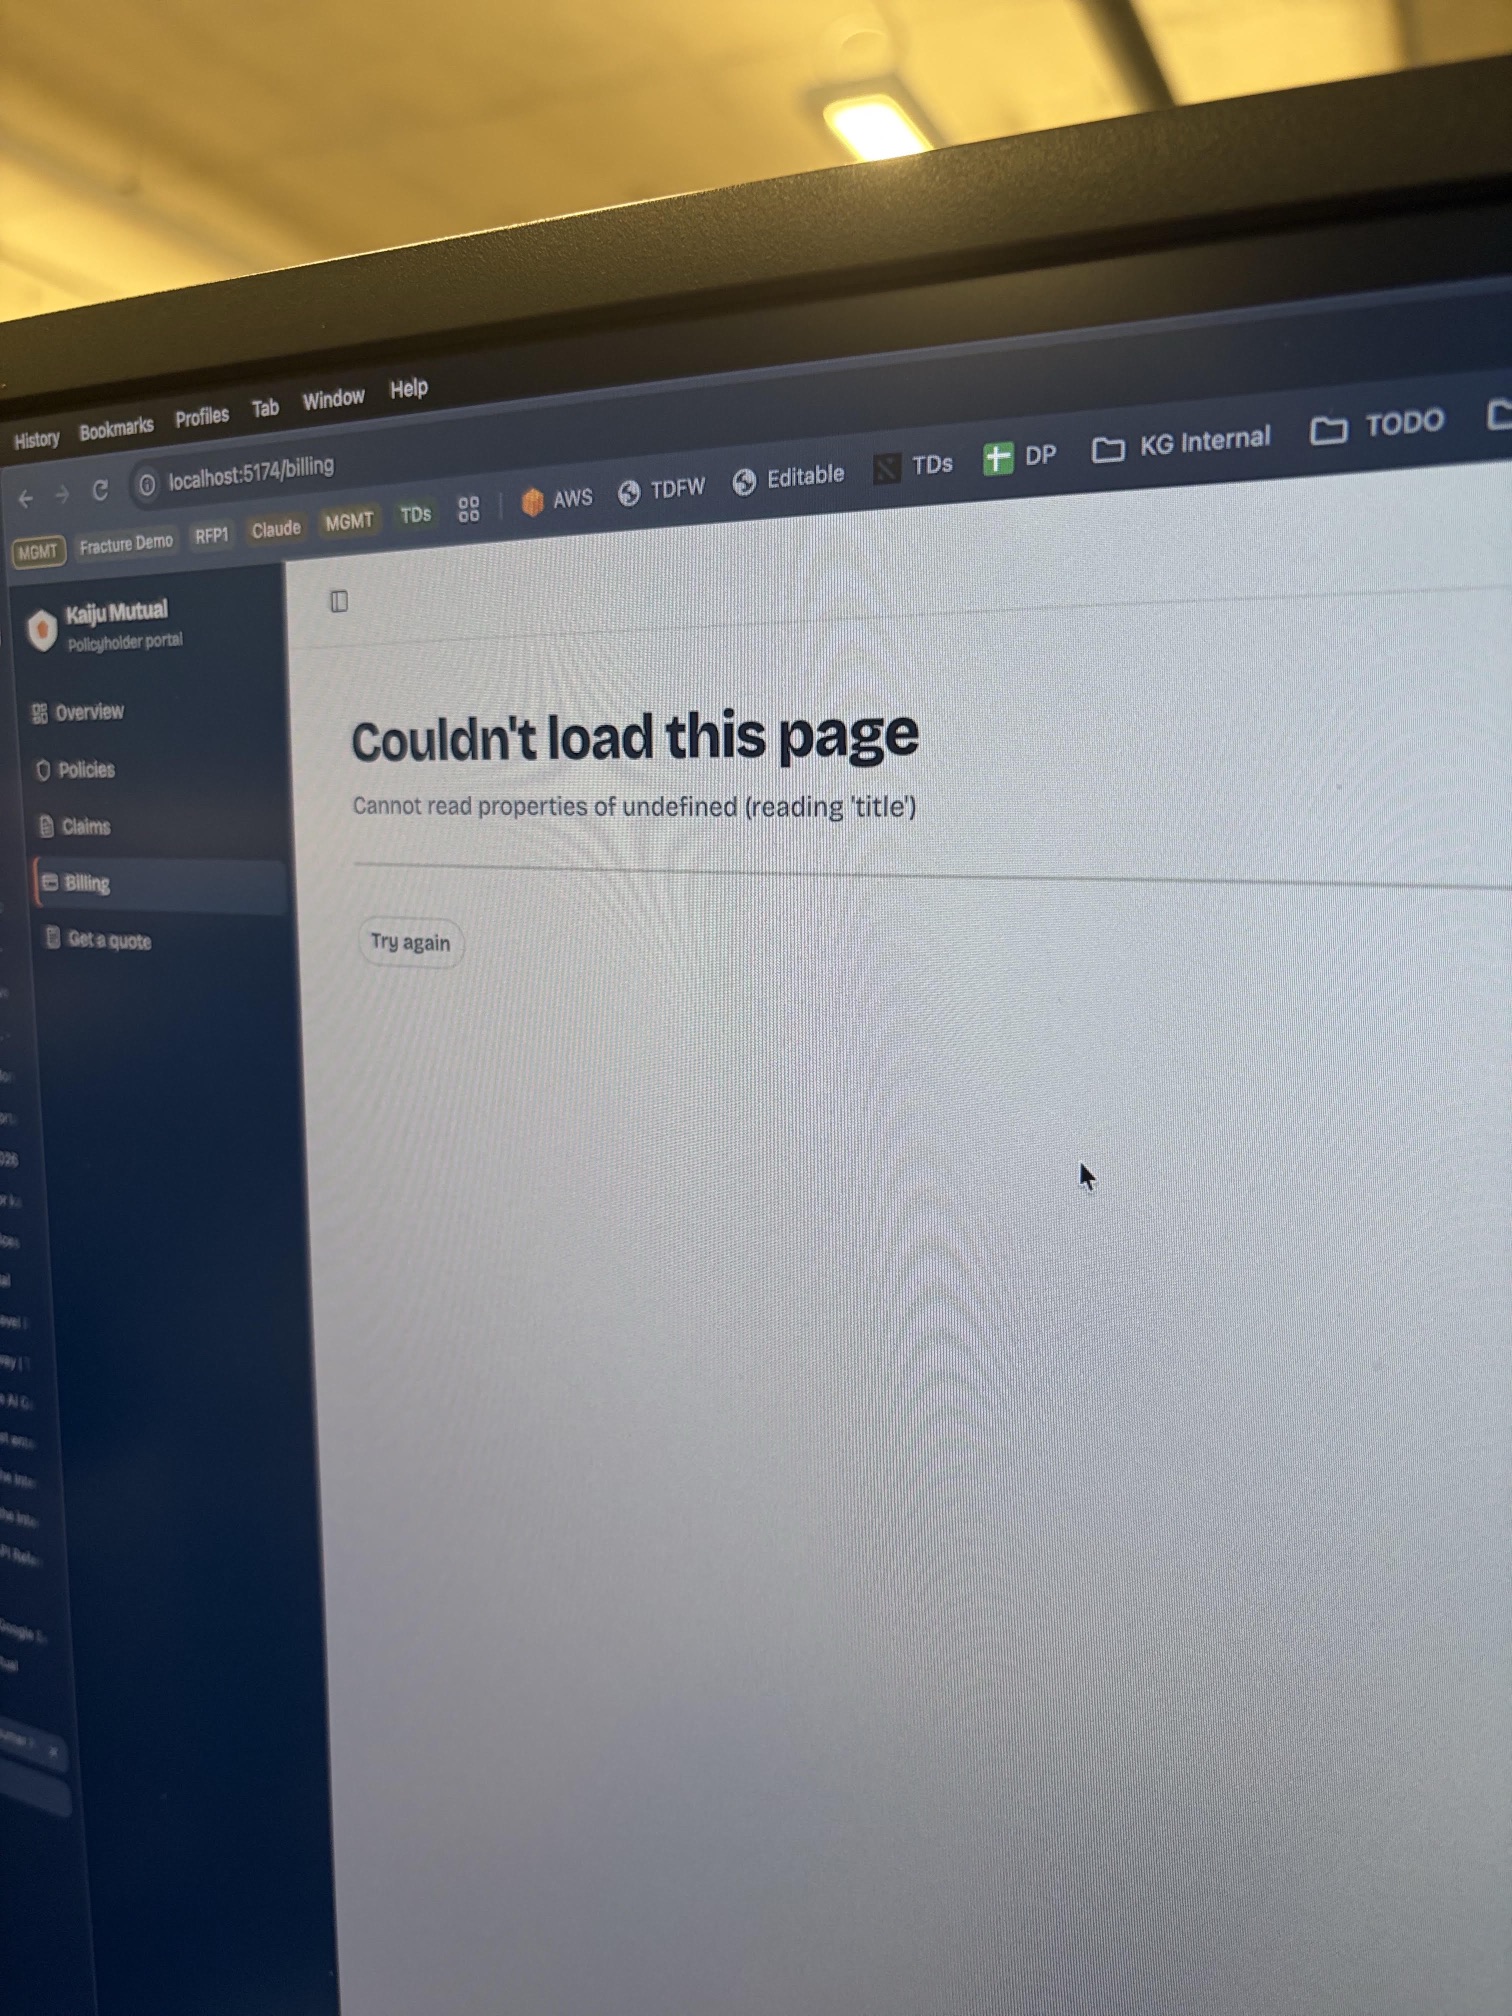 History Bookmarks Profiles Tab Window Help
localhost:5174/billing
MGMT Fracture Demo RFP1 Claude MGMT TDs AWS TDFW Editable TDs DP KG Internal TODO
Kaiju Mutual
Policyholder portal
Overview
Policies
Claims
Billing
Get a quote
Couldn't load this page
Cannot read properties of undefined (reading 'title')
Try again